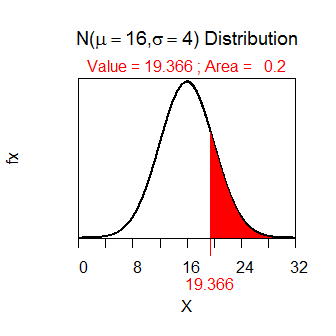 N(μ = 16,σ = 4) Distribution
Value = 19.366 ; Area = 0.2
fx
0 8 16 24 32
19.366
X